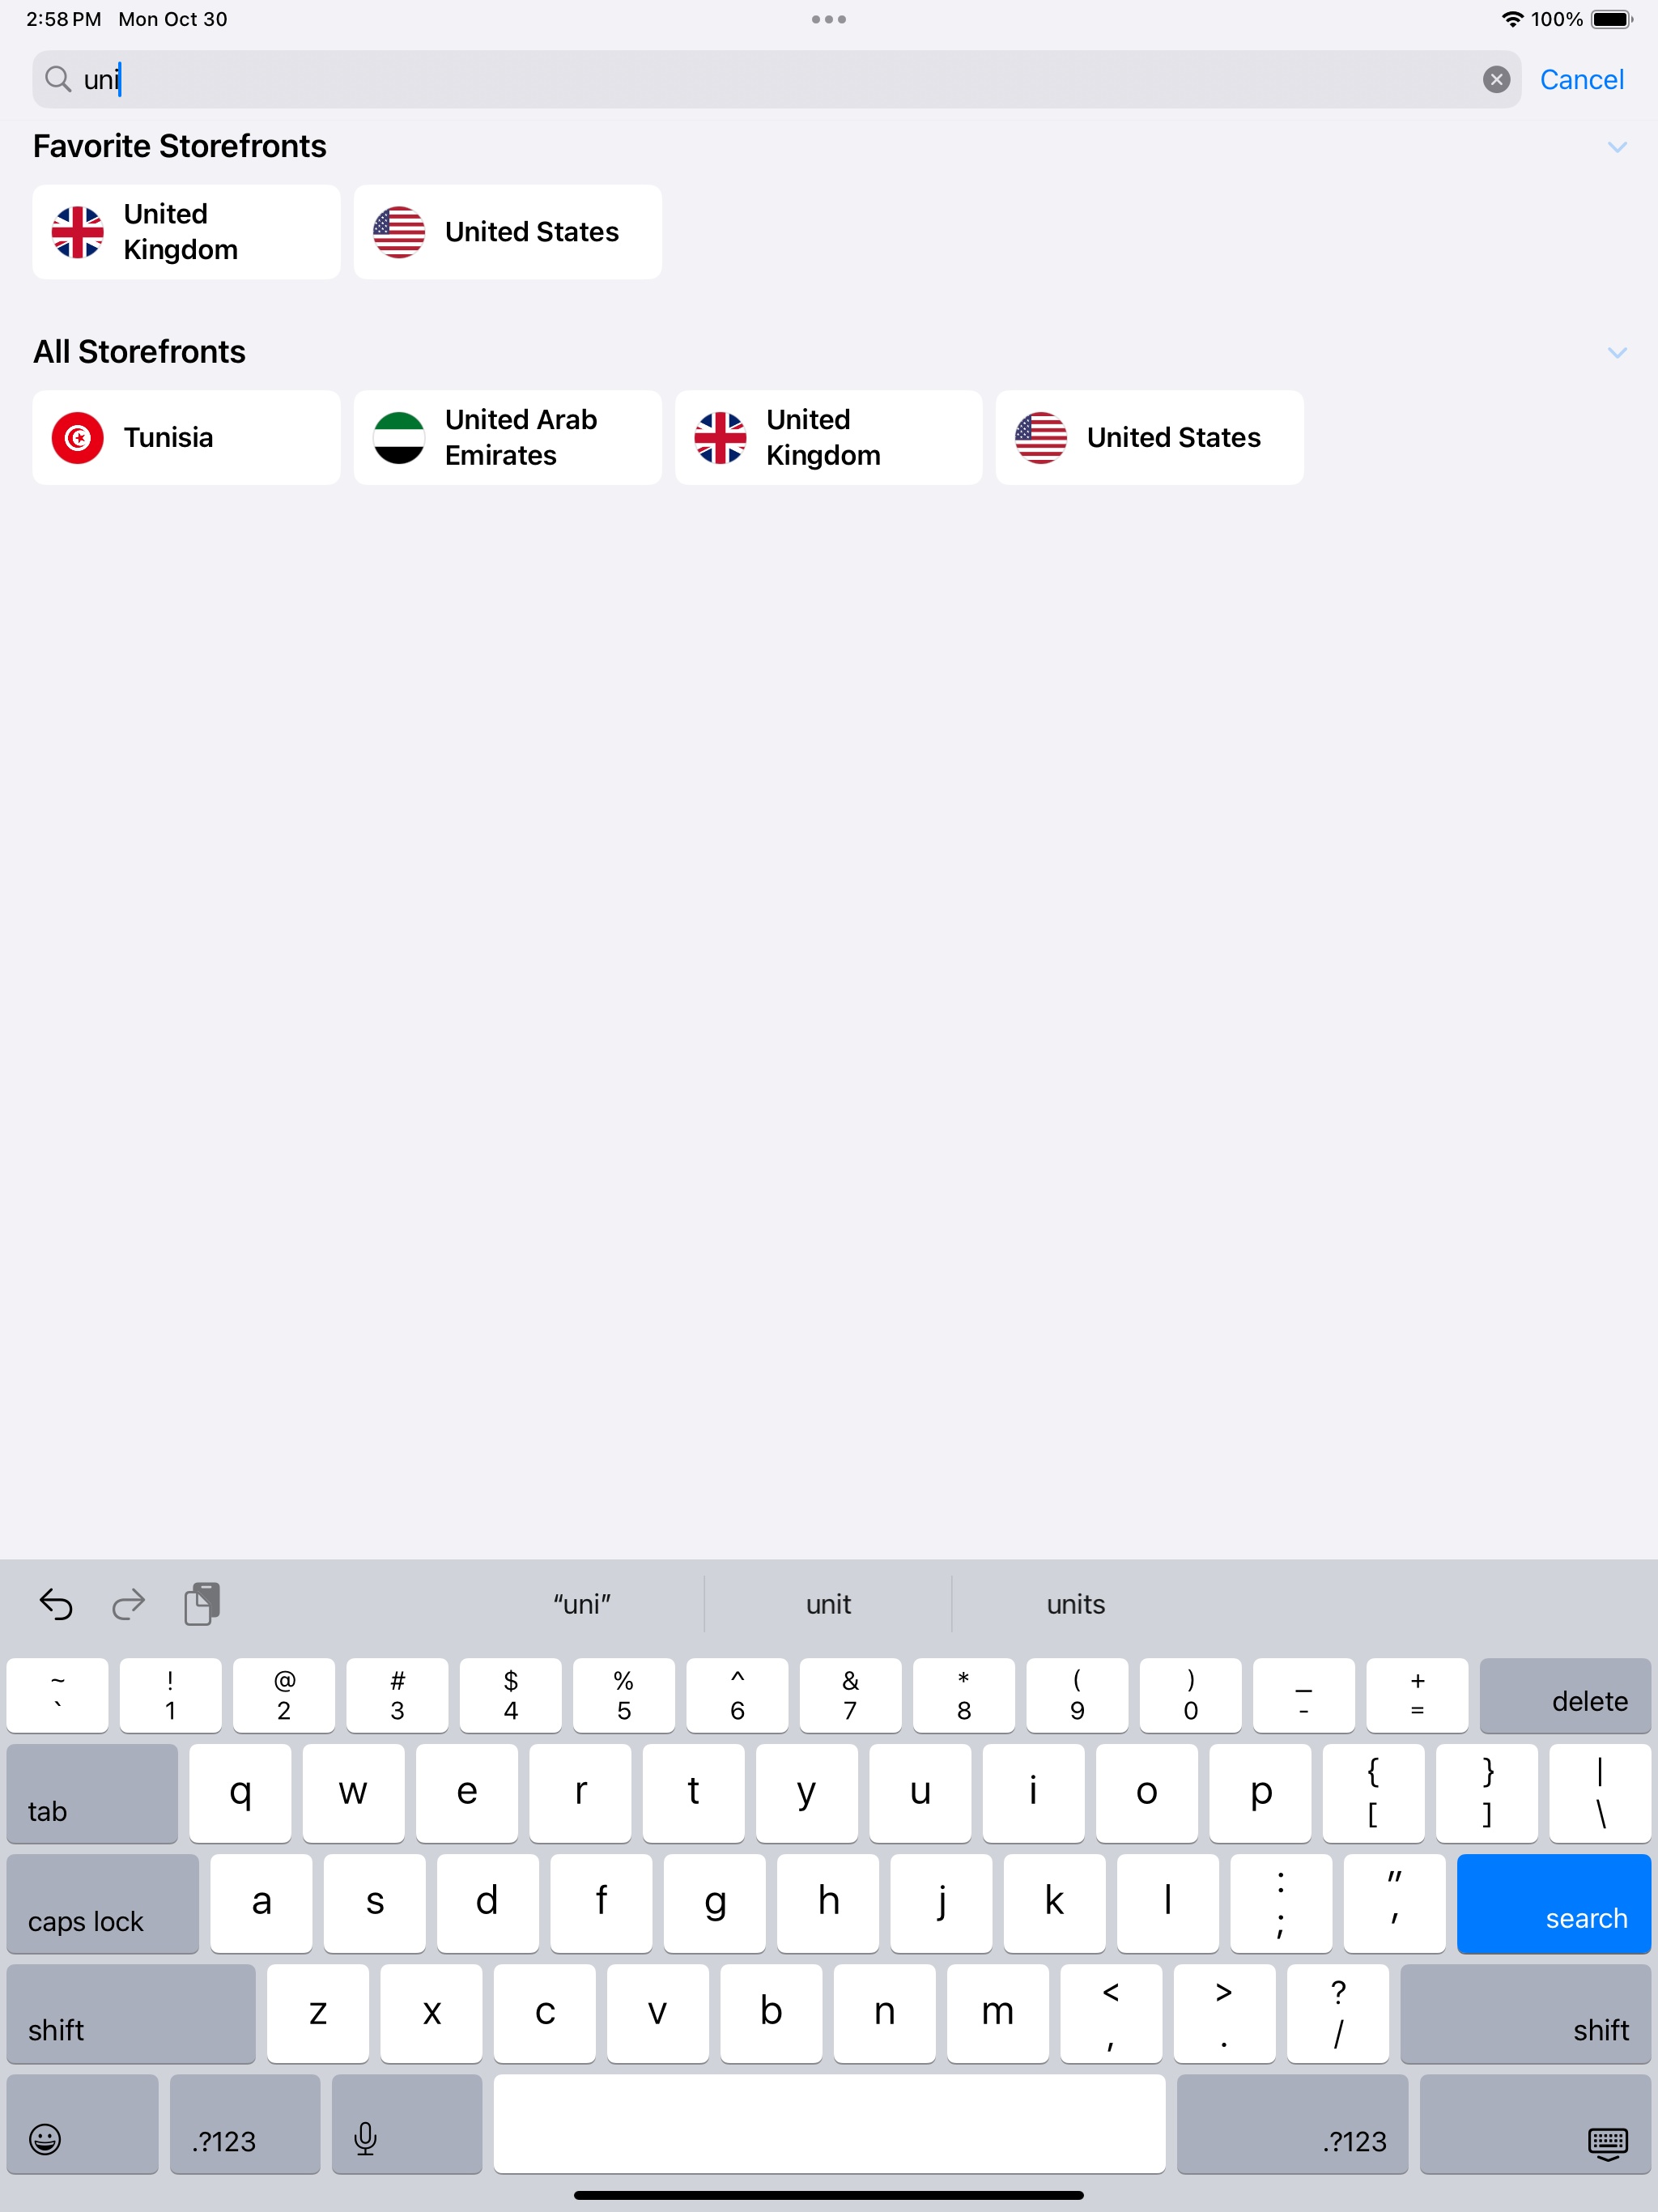 2:58 PM Mon Oct 30
100%
uni
Cancel
Favorite Storefronts
United
Kingdom
United States
All Storefronts
Tunisia
United Arab
Emirates
United
Kingdom
United States
“uni” unit units
~ ! @ # $ % ^ & * ( ) _ +
` 1 2 3 4 5 6 7 8 9 0 - = delete
tab q w e r t y u i o p { } |
[ ] \
caps lock a s d f g h j k l : "
; ' search
shift z x c v b n m < > ?
, . / shift
.?123 .?123